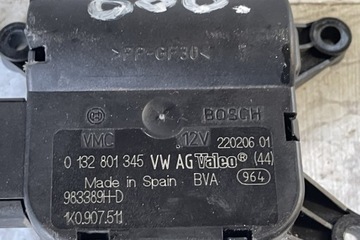 >PP-GF30<
BOSCH
VMC 12V 220206 01
0 132 801 345 VW AG Valeo® (44)
Made in Spain BVA 964
983389H-D
1K0.907.511